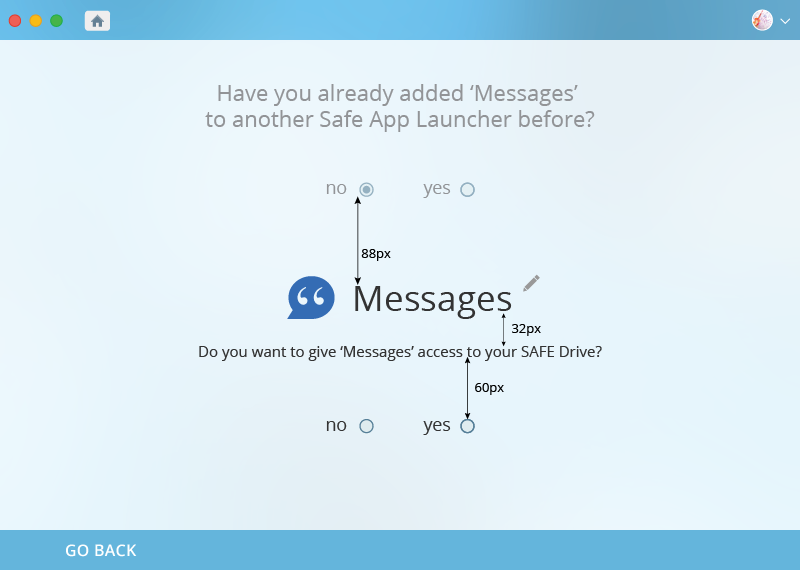 Have you already added ‘Messages’
to another Safe App Launcher before?
no yes
88px
Messages
32px
Do you want to give ‘Messages’ access to your SAFE Drive?
60px
no yes
GO BACK